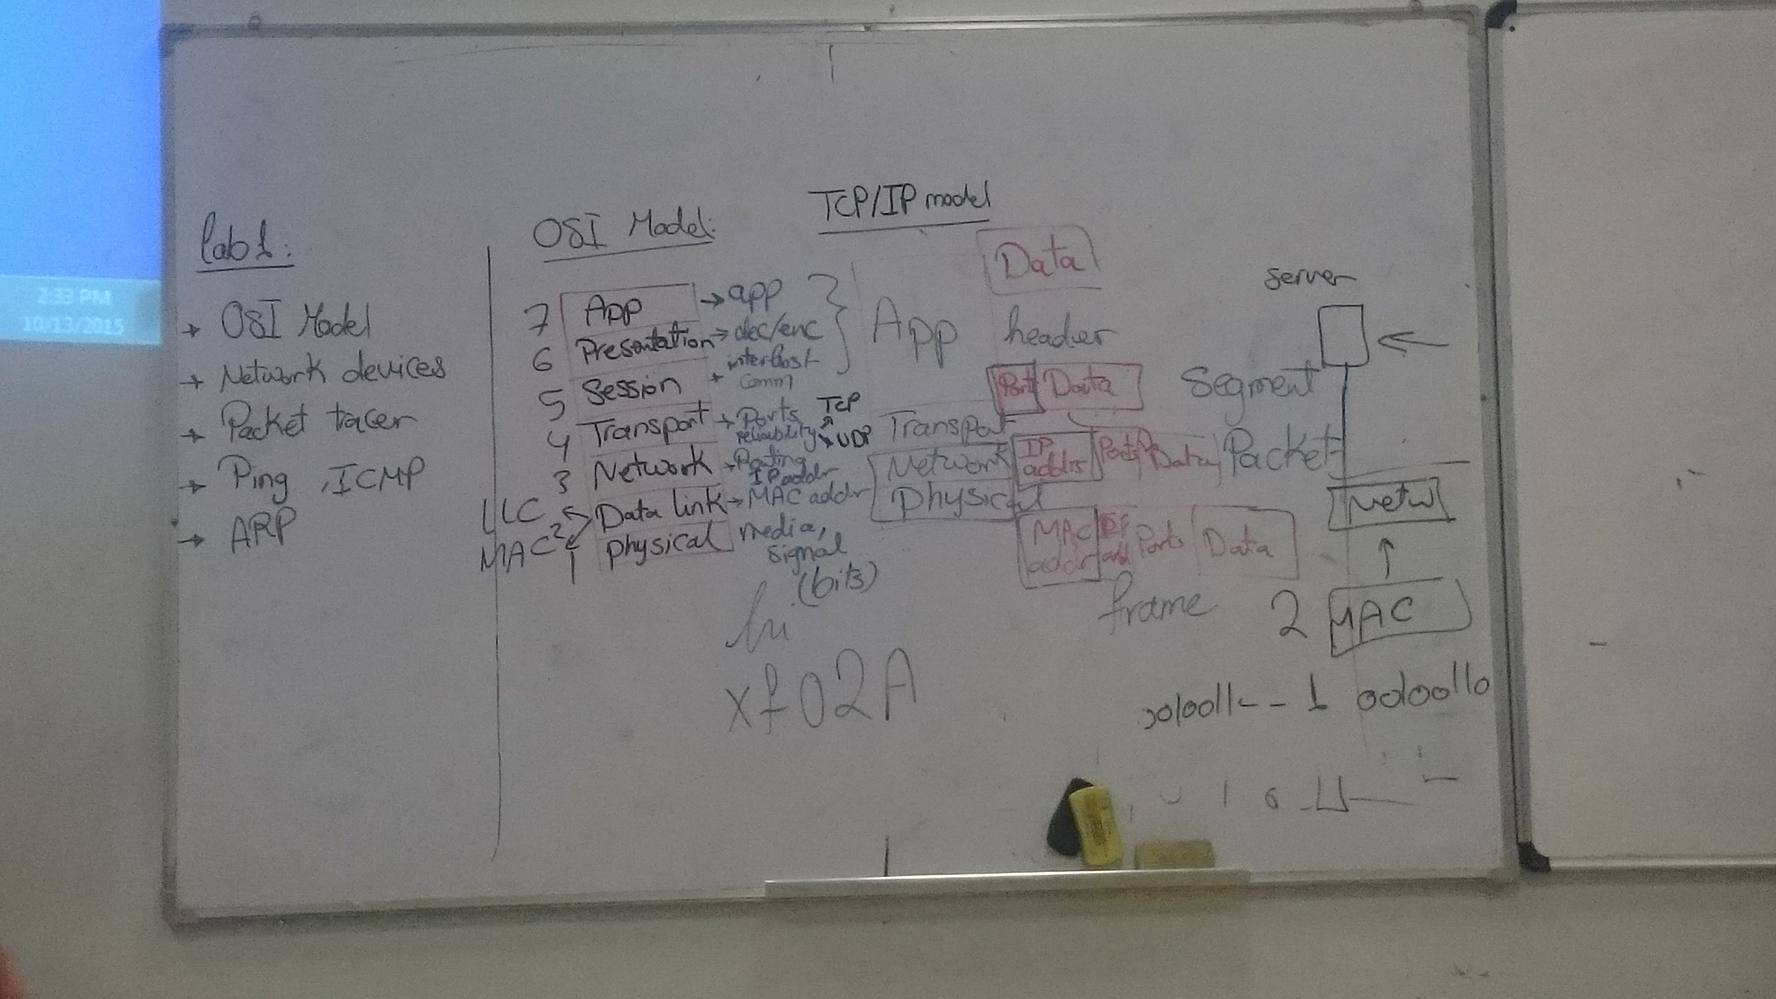 2:33 PM
10/13/2015
lab 1:
→ OSI Model
→ Network devices
→ Packet tracer
→ Ping, ICMP
→ ARP
OSI Model:
7 App → app
6 Presentation → dec/enc
5 Session → interhost comm
4 Transport → Ports reliability TCP UDP
3 Network → Routing IP addr
2 Data link → MAC addr
LLC
MAC
1 physical media, signal (bits)
hi
xf02A
TCP/IP model
App
Transport
Network
physical
Data
header
Port Data Segment
IP addrs Ports Data Packet
MAC addr IP addr Ports Data
frame
server
Netw
2 MAC
1 00100110